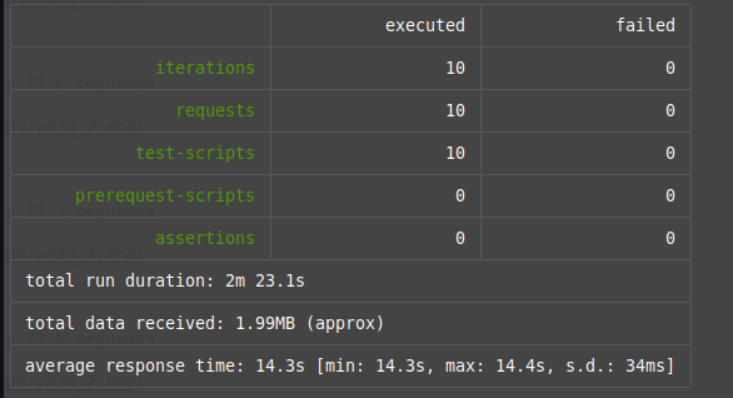 executed failed
iterations 10 0
requests 10 0
test-scripts 10 0
prerequest-scripts 0 0
assertions 0 0
total run duration: 2m 23.1s
total data received: 1.99MB (approx)
average response time: 14.3s [min: 14.3s, max: 14.4s, s.d.: 34ms]